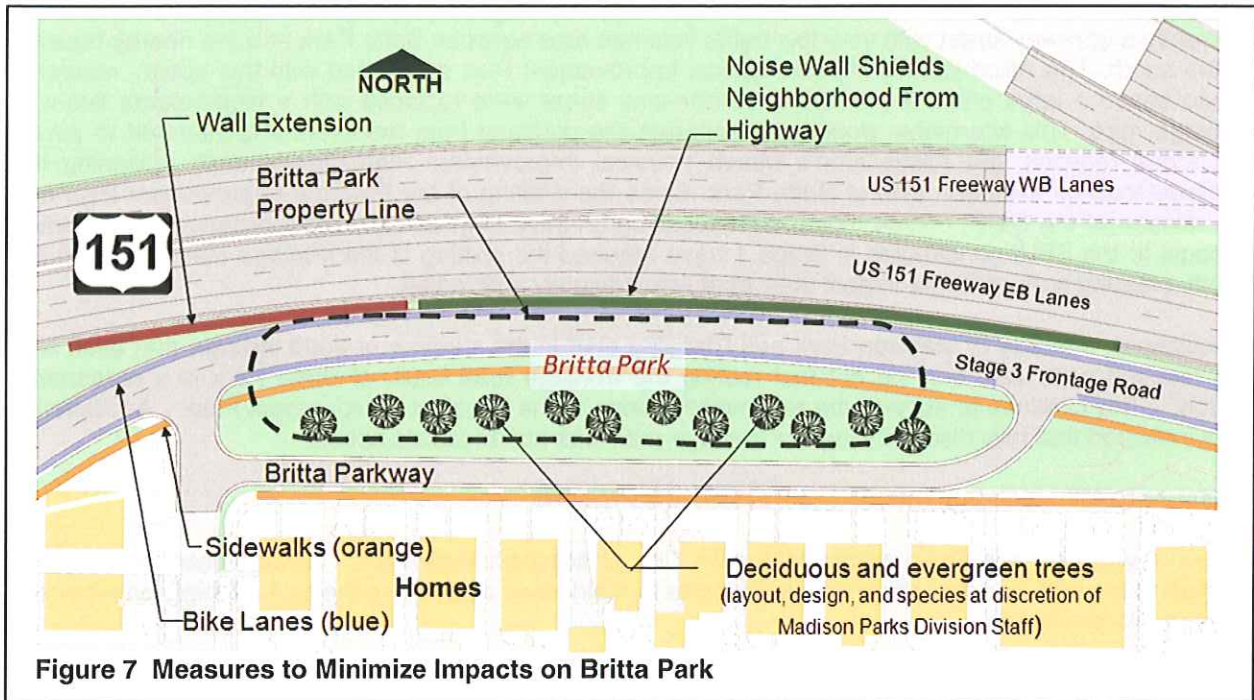 NORTH
Noise Wall Shields
Neighborhood From
Highway
Wall Extension
Britta Park
Property Line
US 151 Freeway WB Lanes
151
US 151 Freeway EB Lanes
Britta Park
Stage 3 Frontage Road
Britta Parkway
Sidewalks (orange)
Homes
Bike Lanes (blue)
Deciduous and evergreen trees
(layout, design, and species at discretion of
Madison Parks Division Staff)
Figure 7 Measures to Minimize Impacts on Britta Park